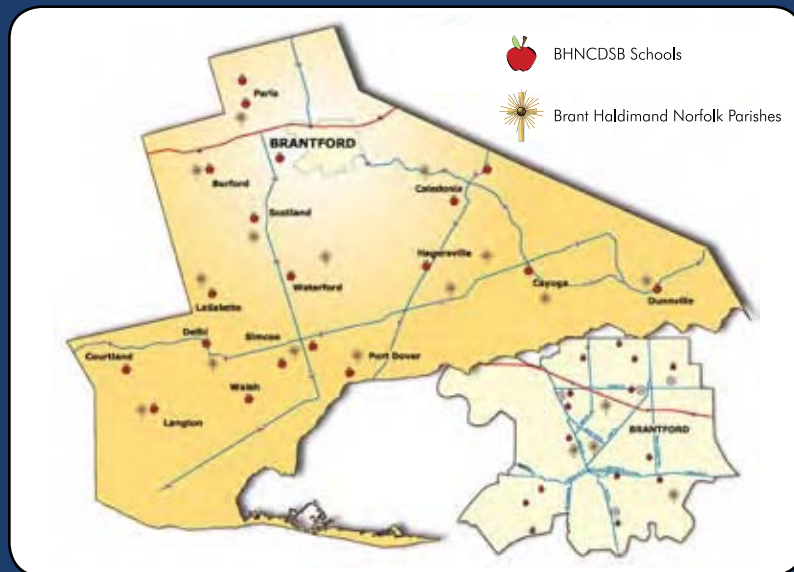 BHNCDSB Schools
Brant Haldimand Norfolk Parishes
Paris
BRANTFORD
Burford
Caledonia
Scotland
Hagersville
Waterford
Cayuga
LaSalette
Dunnville
Delhi
Simcoe
Courtland
Port Dover
Walsh
Langton
BRANTFORD